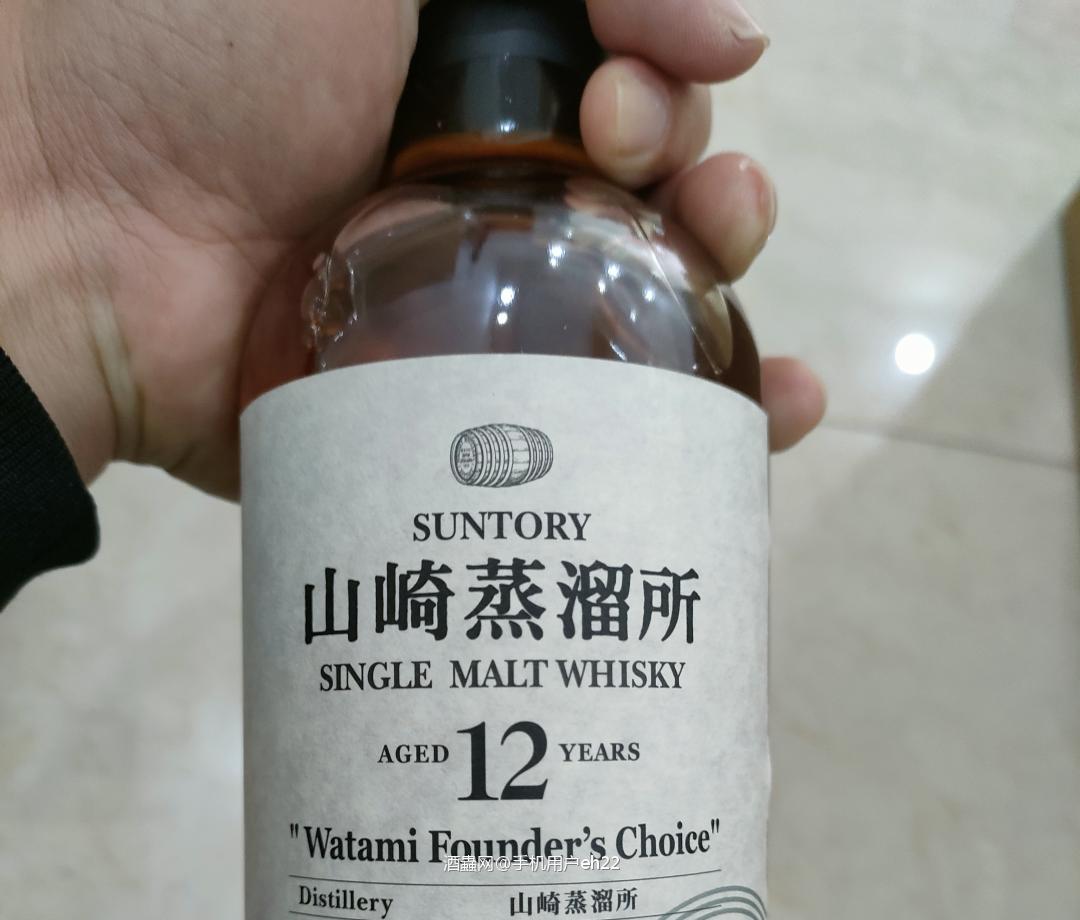 SUNTORY
山崎蒸溜所
SINGLE MALT WHISKY
AGED 12 YEARS
"Watami Founder's Choice"
酒蟲网@手机用户eh22
Distillery 山崎蒸溜所